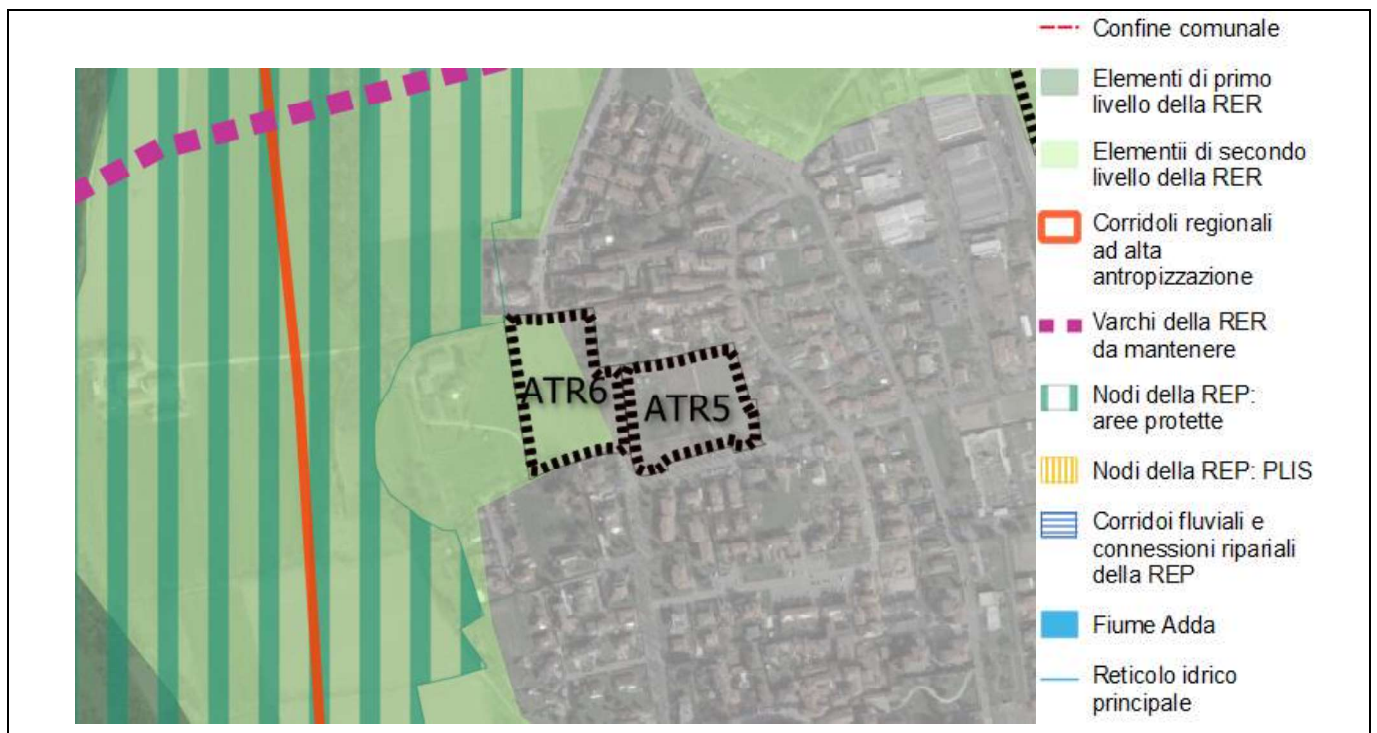 Confine comunale
Elementi di primo
livello della RER
Elementii di secondo
livello della RER
Corridoli regionali
ad alta
antropizzazione
Varchi della RER
da mantenere
Nodi della REP:
aree protette
Nodi della REP: PLIS
Corridoi fluviali e
connessioni ripariali
della REP
Fiume Adda
Reticolo idrico
principale
ATR6
ATR5